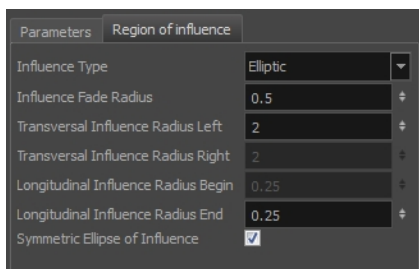 Parameters Region of influence
Influence Type Elliptic
Influence Fade Radius 0.5
Transversal Influence Radius Left 2
Transversal Influence Radius Right 2
Longitudinal Influence Radius Begin 0.25
Longitudinal Influence Radius End 0.25
Symmetric Ellipse of Influence